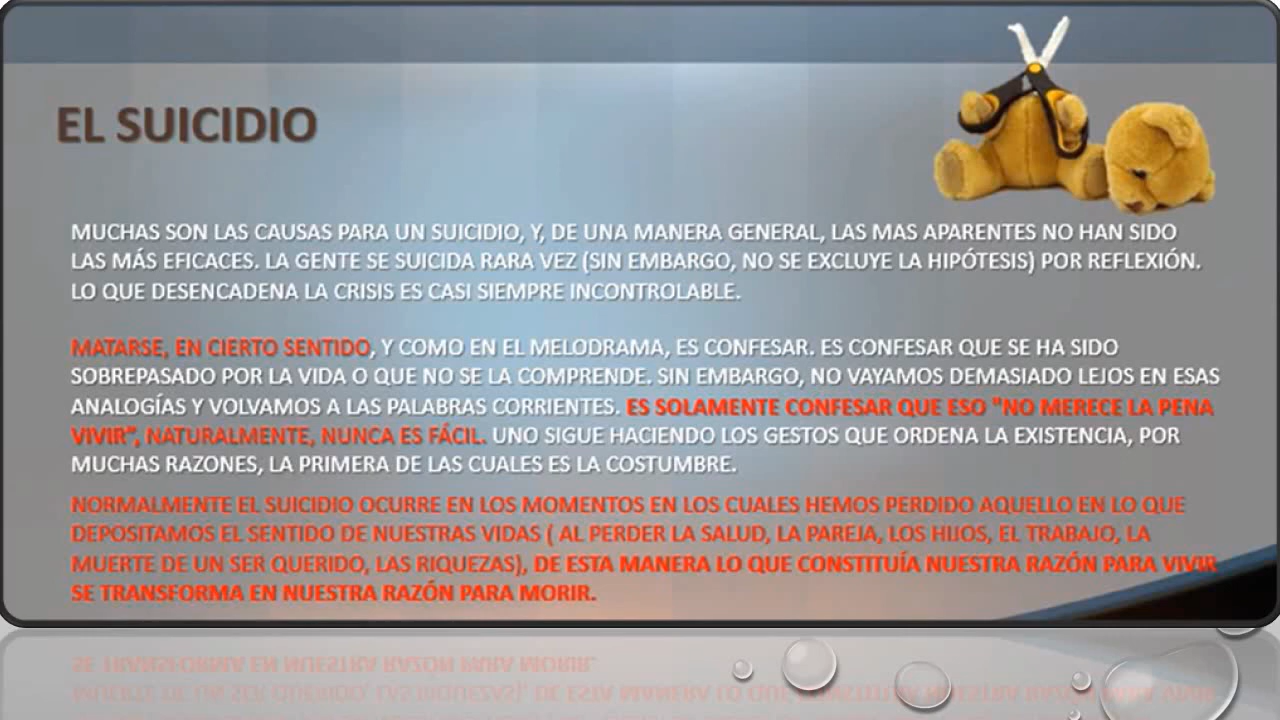 EL SUICIDIO
MUCHAS SON LAS CAUSAS PARA UN SUICIDIO, Y, DE UNA MANERA GENERAL, LAS MAS APARENTES NO HAN SIDO
LAS MÁS EFICACES. LA GENTE SE SUICIDA RARA VEZ (SIN EMBARGO, NO SE EXCLUYE LA HIPÓTESIS) POR REFLEXIÓN.
LO QUE DESENCADENA LA CRISIS ES CASI SIEMPRE INCONTROLABLE.
MATARSE, EN CIERTO SENTIDO, Y COMO EN EL MELODRAMA, ES CONFESAR. ES CONFESAR QUE SE HA SIDO
SOBREPASADO POR LA VIDA O QUE NO SE LA COMPRENDE. SIN EMBARGO, NO VAYAMOS DEMASIADO LEJOS EN ESAS
ANALOGÍAS Y VOLVAMOS A LAS PALABRAS CORRIENTES. ES SOLAMENTE CONFESAR QUE ESO "NO MERECE LA PENA
VIVIR", NATURALMENTE, NUNCA ES FÁCIL. UNO SIGUE HACIENDO LOS GESTOS QUE ORDENA LA EXISTENCIA, POR
MUCHAS RAZONES, LA PRIMERA DE LAS CUALES ES LA COSTUMBRE.
NORMALMENTE EL SUICIDIO OCURRE EN LOS MOMENTOS EN LOS CUALES HEMOS PERDIDO AQUELLO EN LO QUE
DEPOSITAMOS EL SENTIDO DE NUESTRAS VIDAS ( AL PERDER LA SALUD, LA PAREJA, LOS HIJOS, EL TRABAJO, LA
MUERTE DE UN SER QUERIDO, LAS RIQUEZAS), DE ESTA MANERA LO QUE CONSTITUÍA NUESTRA RAZÓN PARA VIVIR
SE TRANSFORMA EN NUESTRA RAZÓN PARA MORIR.